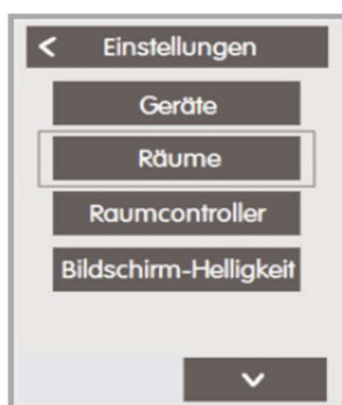 Einstellungen
Geräte
Räume
Raumcontroller
Bildschirm-Helligkeit